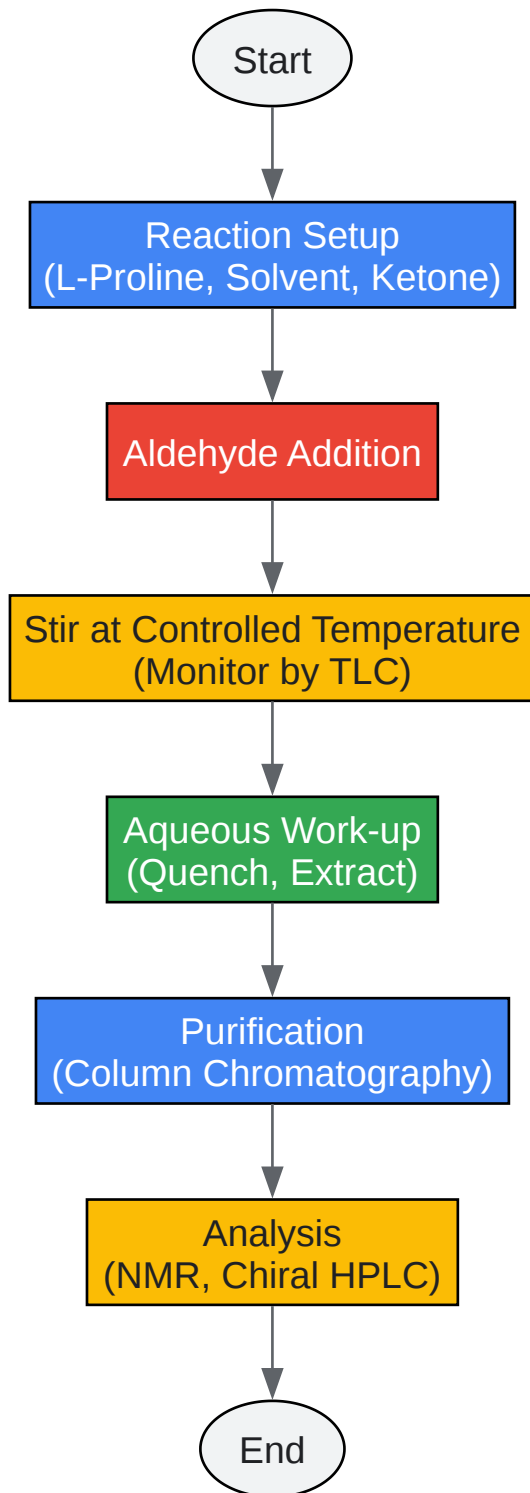 Start
Reaction Setup
(L-Proline, Solvent, Ketone)
Aldehyde Addition
Stir at Controlled Temperature
(Monitor by TLC)
Aqueous Work-up
(Quench, Extract)
Purification
(Column Chromatography)
Analysis
(NMR, Chiral HPLC)
End